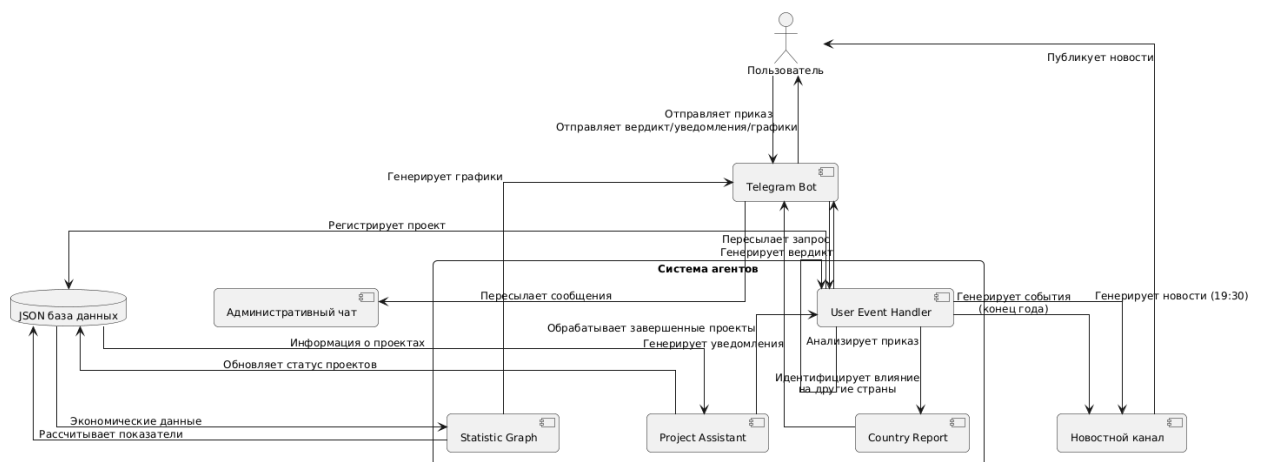 Публикует новости
Пользователь
Отправляет приказ
Отправляет вердикт/уведомления/графики
Генерирует графики
Telegram Bot
Регистрирует проект
Пересылает запрос
Генерирует вердикт
Система агентов
JSON база данных
Административный чат
Пересылает сообщения
User Event Handler
Генерирует события
(конец года)
Генерирует новости (19:30)
Обрабатывает завершенные проекты
Генерирует уведомления
Анализирует приказ
Информация о проектах
Обновляет статус проектов
Идентифицирует влияние
на другие страны
Экономические данные
Рассчитывает показатели
Statistic Graph
Project Assistant
Country Report
Новостной канал